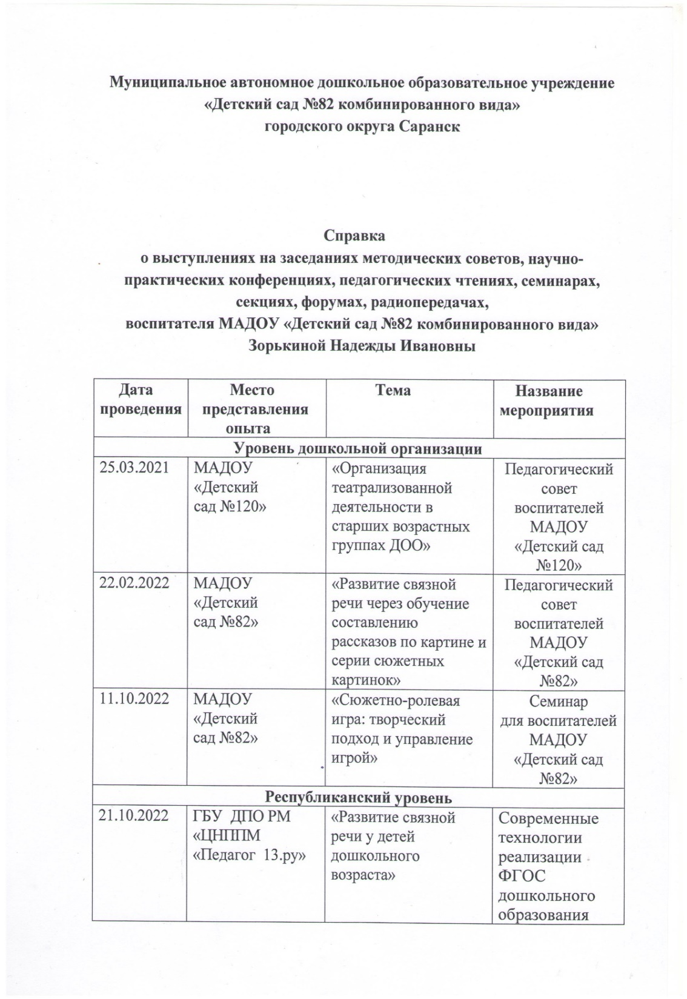 Муниципальное автономное дошкольное образовательное учреждение
«Детский сад №82 комбинированного вида»
городского округа Саранск
Справка
о выступлениях на заседаниях методических советов, научно-
практических конференциях, педагогических чтениях, семинарах,
секциях, форумах, радиопередачах,
воспитателя МАДОУ «Детский сад №82 комбинированного вида»
Зорькиной Надежды Ивановны
Дата
проведения
Место
представления
опыта
Тема
Название
мероприятия
Уровень дошкольной организации
25.03.2021
МАДОУ
«Детский
сад №120»
«Организация
театрализованной
деятельности в
старших возрастных
группах ДОО»
Педагогический
совет
воспитателей
МАДОУ
«Детский сад
№120»
22.02.2022
МАДОУ
«Детский
сад №82»
«Развитие связной
речи через обучение
составлению
рассказов по картине и
серии сюжетных
картинок»
Педагогический
совет
воспитателей
МАДОУ
«Детский сад
№82»
11.10.2022
МАДОУ
«Детский
сад №82»
«Сюжетно-ролевая
игра: творческий
подход и управление
игрой»
Семинар
для воспитателей
МАДОУ
«Детский сад
№82»
Республиканский уровень
21.10.2022
ГБУ ДПО РМ
«ЦНППМ
«Педагог 13.ру»
«Развитие связной
речи у детей
дошкольного
возраста»
Современные
технологии
реализации
ФГОС
дошкольного
образования